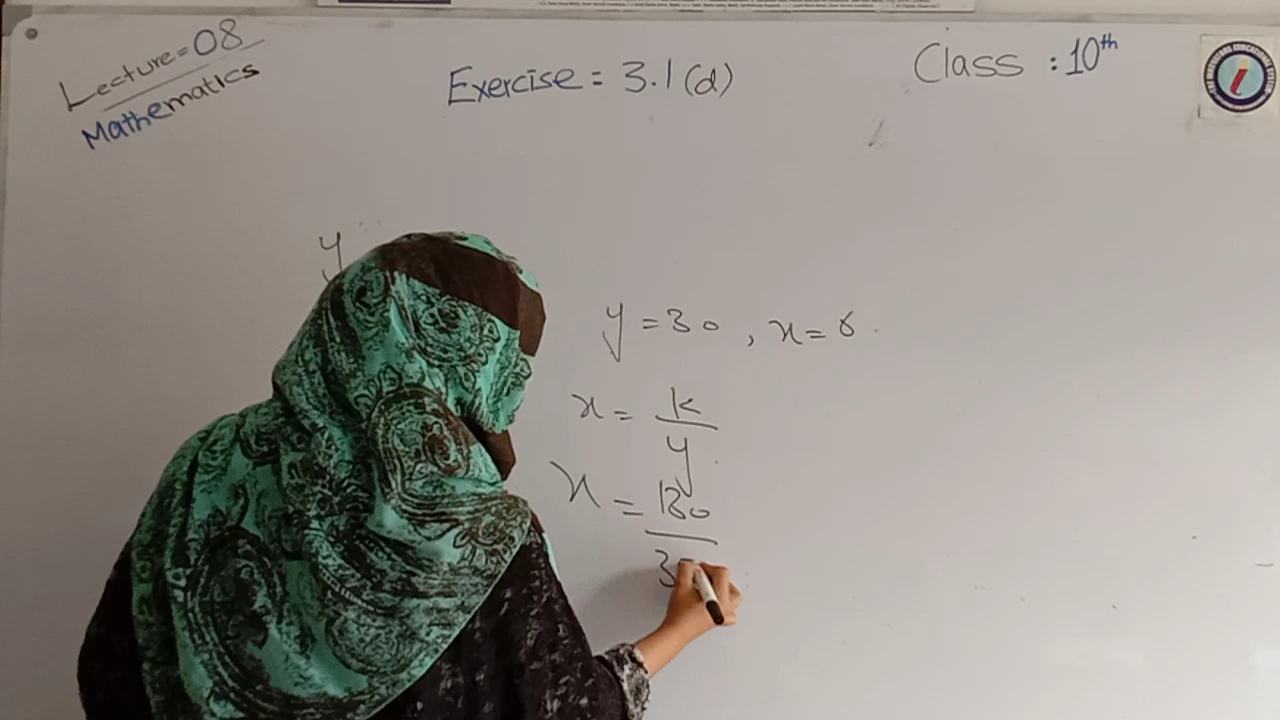 Lecture = 08
Mathematics
Exercise = 3.1 (d)
Class : 10th
y
y = 30 , x = 6
x = k/y
x = 180/3